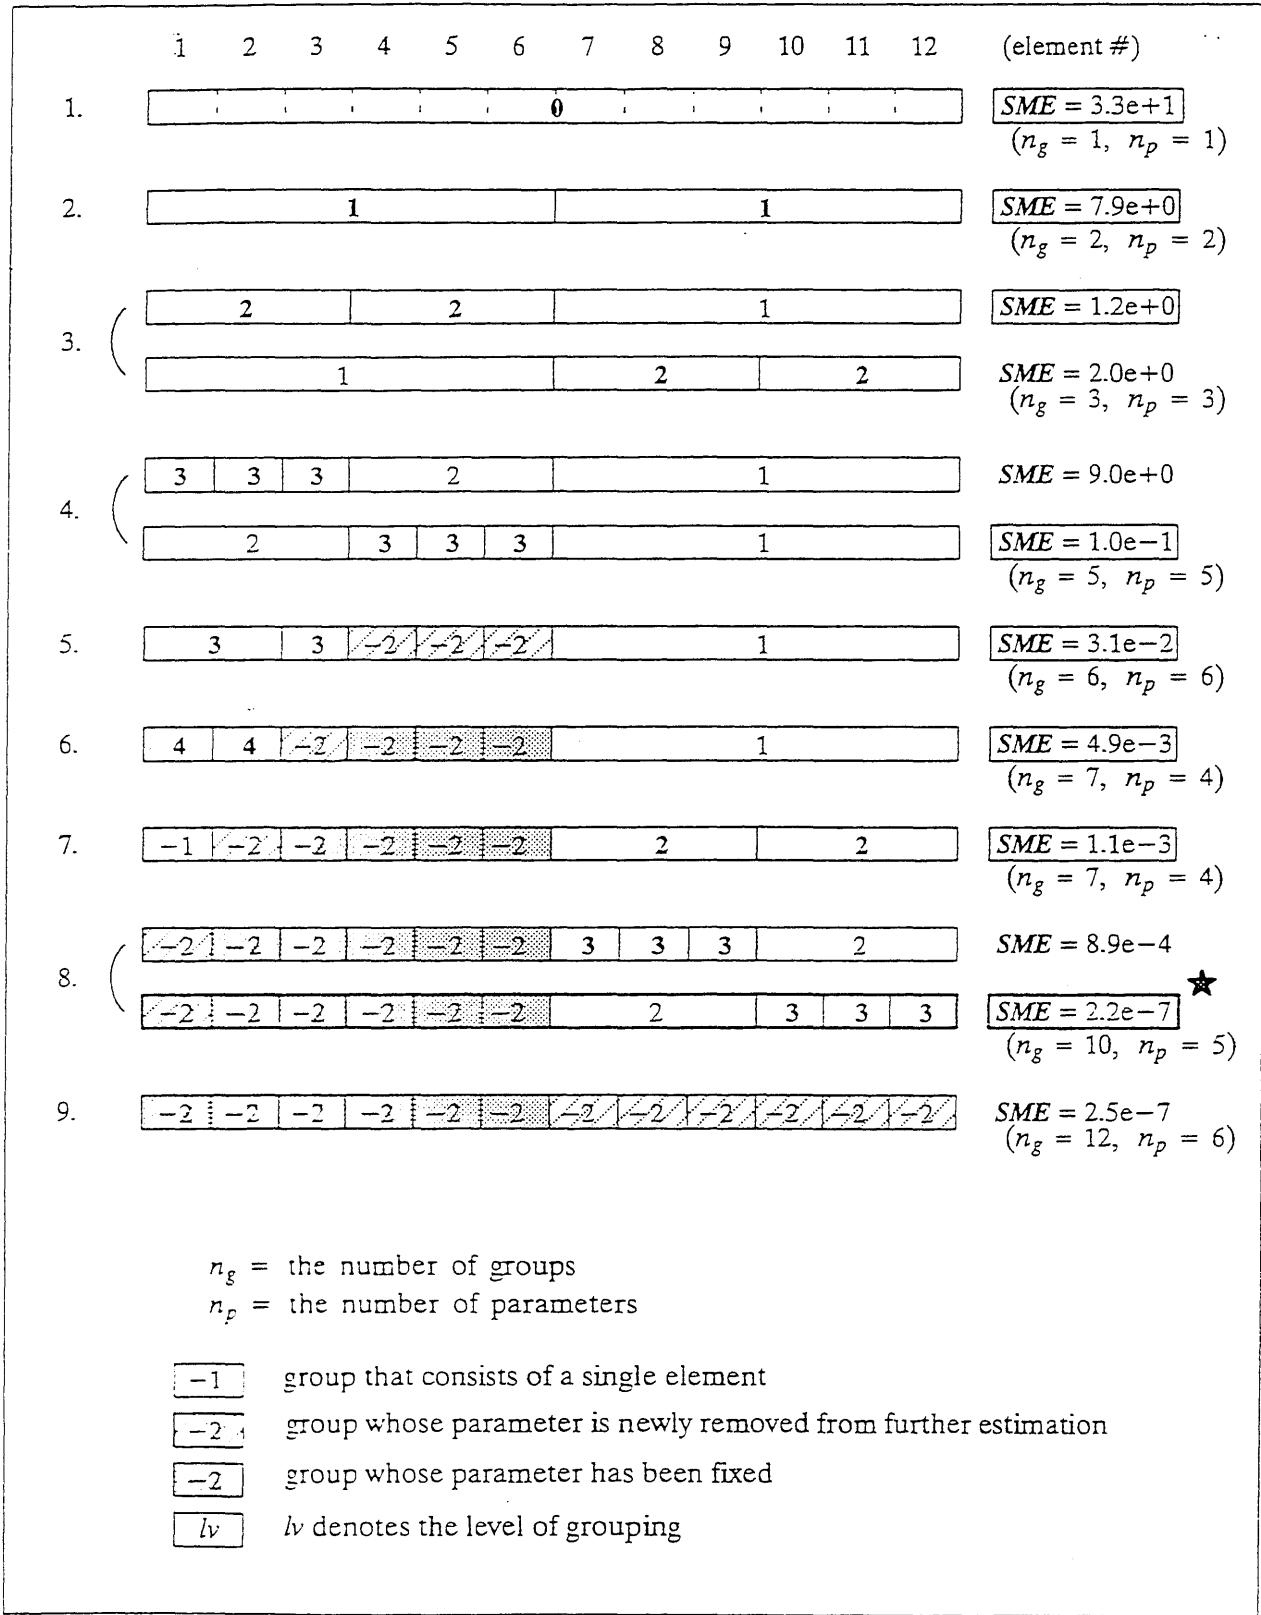 1 2 3 4 5 6 7 8 9 10 11 12 (element #)
1. 0 SME = 3.3e+1
(n_g = 1, n_p = 1)
2. 1 1 SME = 7.9e+0
(n_g = 2, n_p = 2)
2 2 1 SME = 1.2e+0
3.
1 2 2 SME = 2.0e+0
(n_g = 3, n_p = 3)
3 3 3 2 1 SME = 9.0e+0
4.
2 3 3 3 1 SME = 1.0e−1
(n_g = 5, n_p = 5)
5. 3 3 −2 −2 −2 1 SME = 3.1e−2
(n_g = 6, n_p = 6)
6. 4 4 −2 −2 −2 −2 1 SME = 4.9e−3
(n_g = 7, n_p = 4)
7. −1 −2 −2 −2 −2 −2 2 2 SME = 1.1e−3
(n_g = 7, n_p = 4)
−2 −2 −2 −2 −2 −2 3 3 3 2 SME = 8.9e−4
8.
−2 −2 −2 −2 −2 −2 2 3 3 3 SME = 2.2e−7
(n_g = 10, n_p = 5)
9. −2 −2 −2 −2 −2 −2 −2 −2 −2 −2 −2 −2 SME = 2.5e−7
(n_g = 12, n_p = 6)
n_g = the number of groups
n_p = the number of parameters
−1 group that consists of a single element
−2 group whose parameter is newly removed from further estimation
−2 group whose parameter has been fixed
lv lv denotes the level of grouping